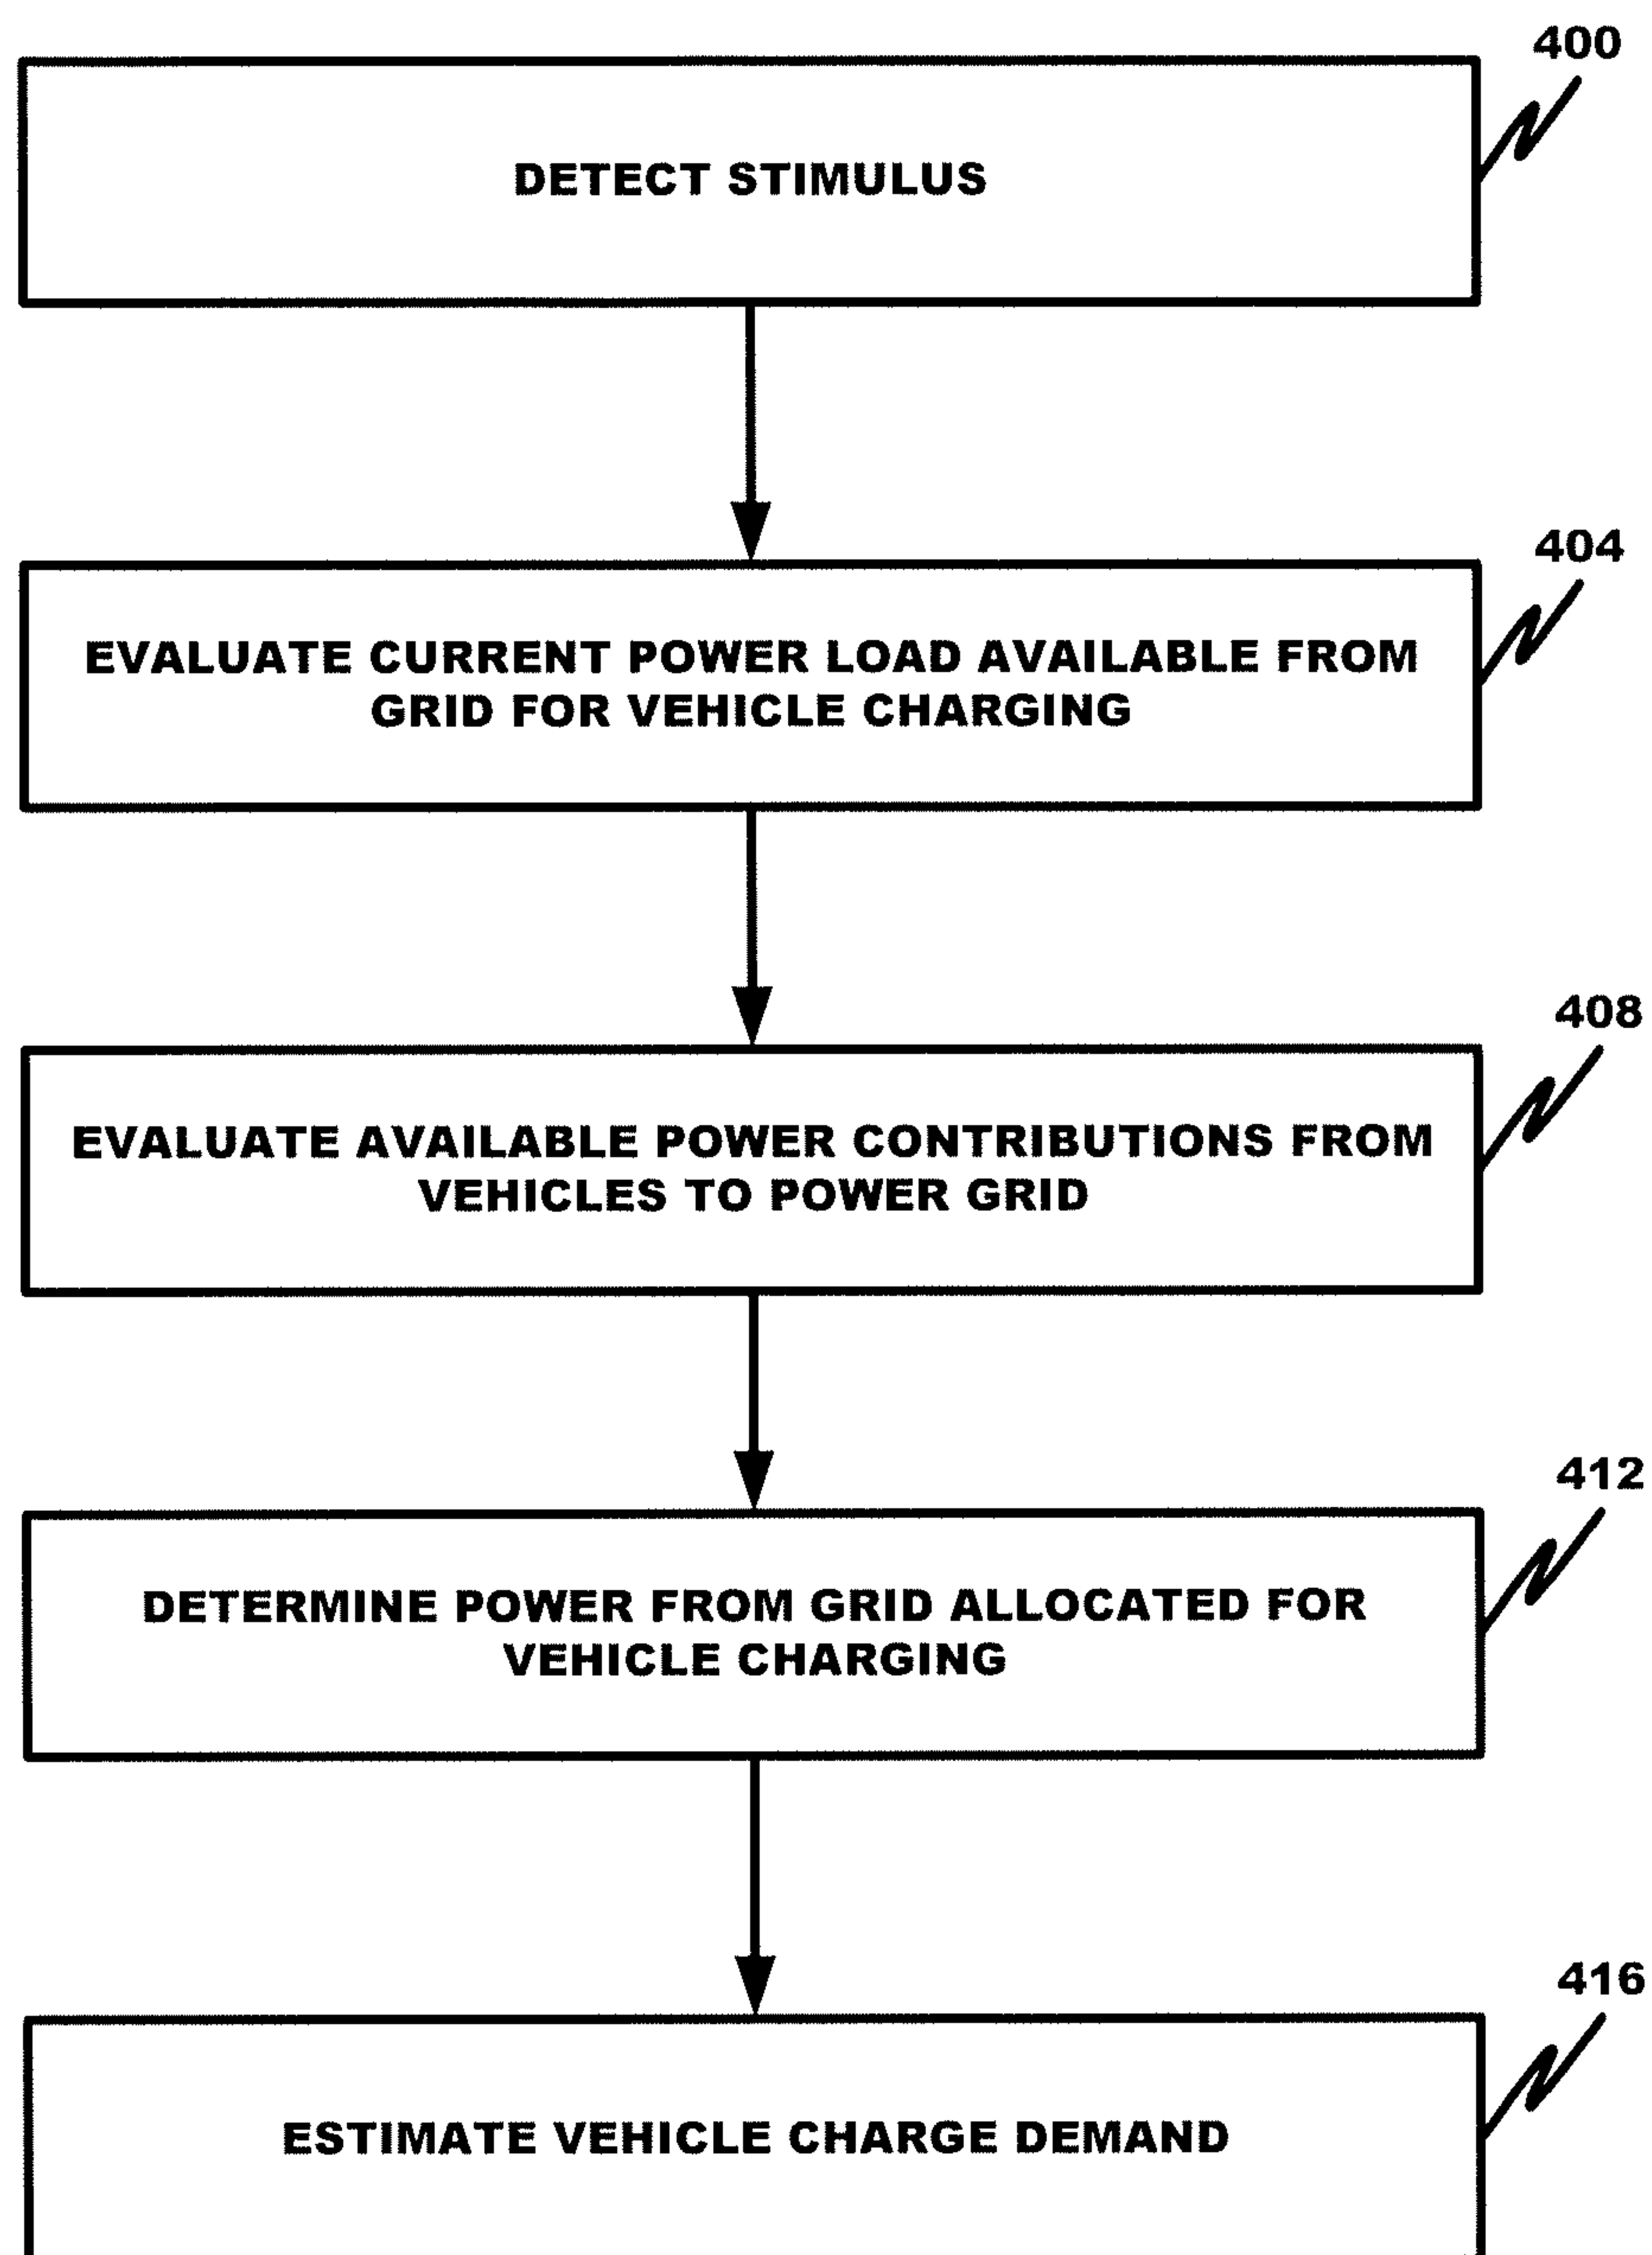 400
DETECT STIMULUS
404
EVALUATE CURRENT POWER LOAD AVAILABLE FROM
GRID FOR VEHICLE CHARGING
408
EVALUATE AVAILABLE POWER CONTRIBUTIONS FROM
VEHICLES TO POWER GRID
412
DETERMINE POWER FROM GRID ALLOCATED FOR
VEHICLE CHARGING
416
ESTIMATE VEHICLE CHARGE DEMAND